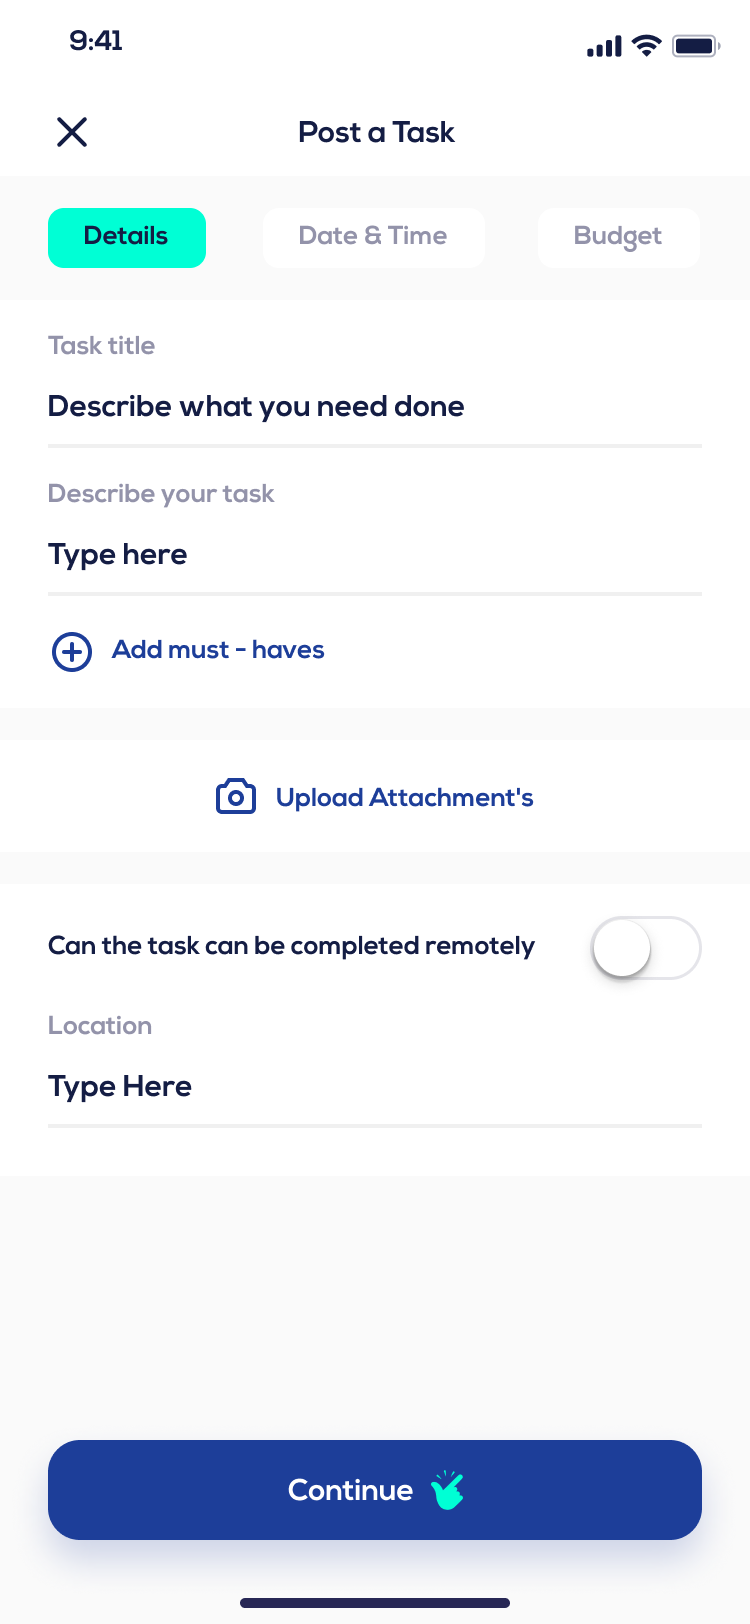 9:41
Post a Task
Details
Date & Time
Budget
Task title
Describe what you need done
Describe your task
Type here
Add must - haves
Upload Attachment's
Can the task can be completed remotely
Location
Type Here
Continue